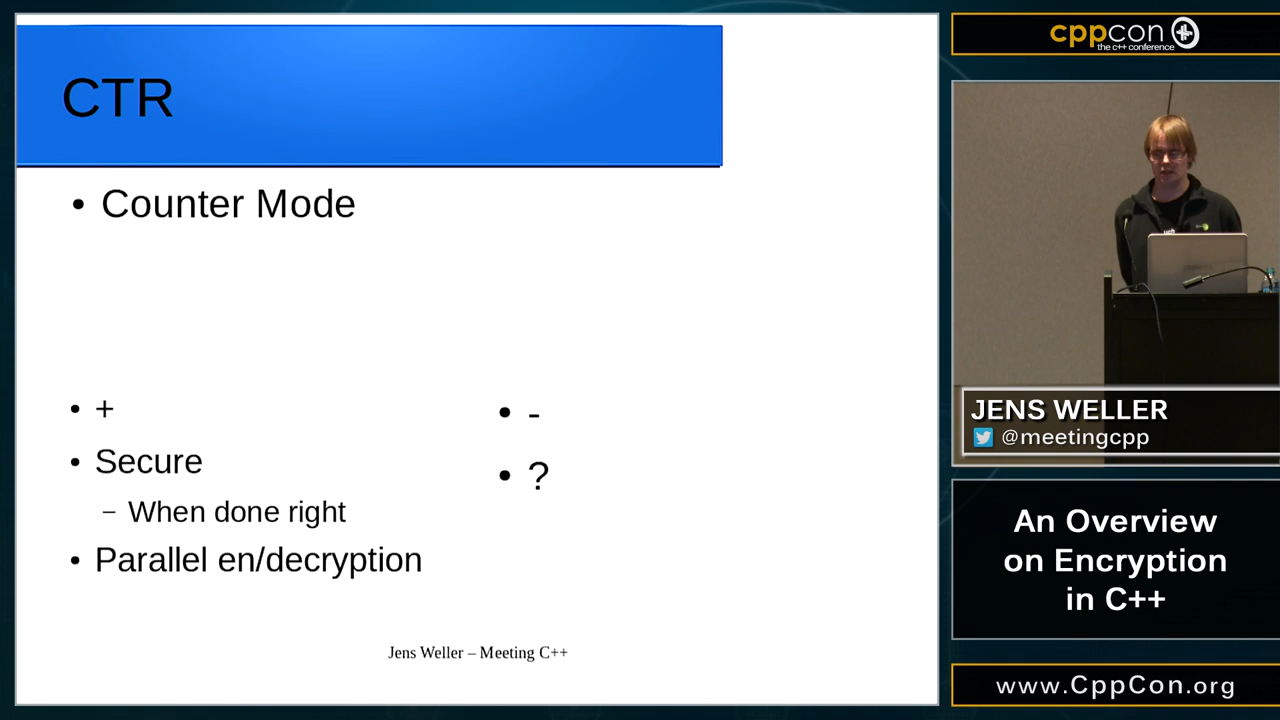 CTR
• Counter Mode
• +
• Secure
– When done right
• Parallel en/decryption
• -
• ?
Jens Weller – Meeting C++
cppcon
the c++ conference
JENS WELLER
@meetingcpp
An Overview
on Encryption
in C++
www.CppCon.org